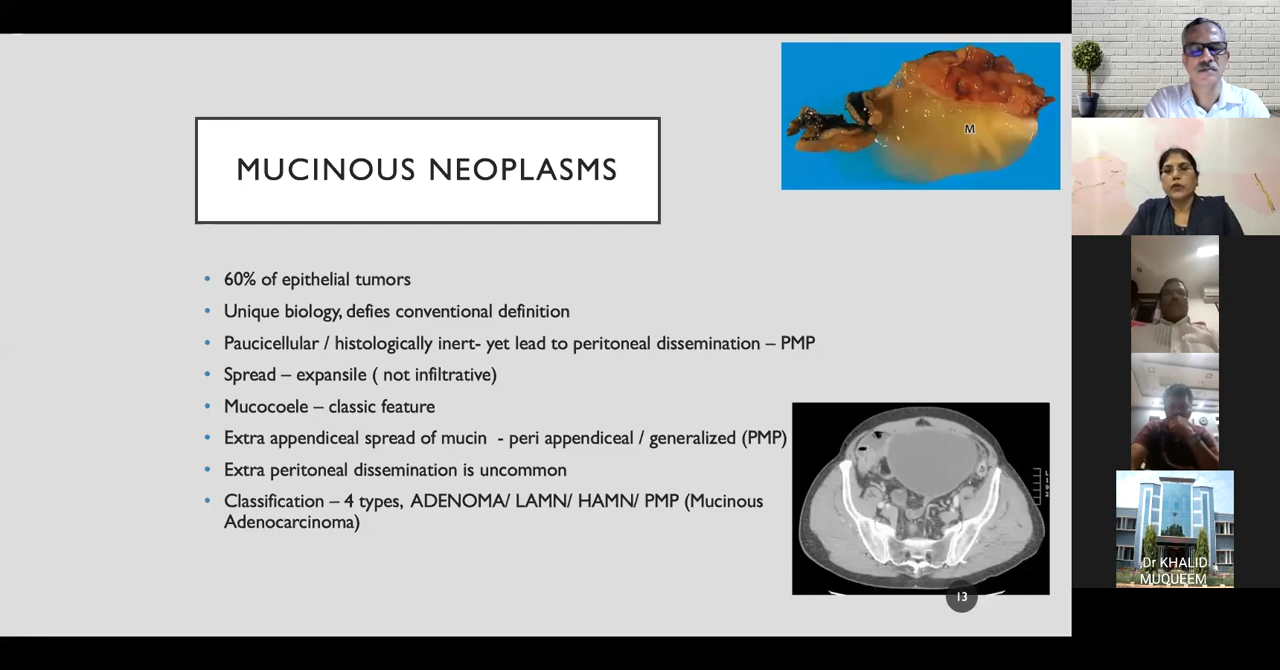 MUCINOUS NEOPLASMS
M
• 60% of epithelial tumors
• Unique biology, defies conventional definition
• Paucicellular / histologically inert- yet lead to peritoneal dissemination – PMP
• Spread – expansile ( not infiltrative)
• Mucocoele – classic feature
• Extra appendiceal spread of mucin - peri appendiceal / generalized (PMP)
• Extra peritoneal dissemination is uncommon
• Classification – 4 types, ADENOMA/ LAMN/ HAMN/ PMP (Mucinous
Adenocarcinoma)
13
Dr KHALID
MUQUEEM